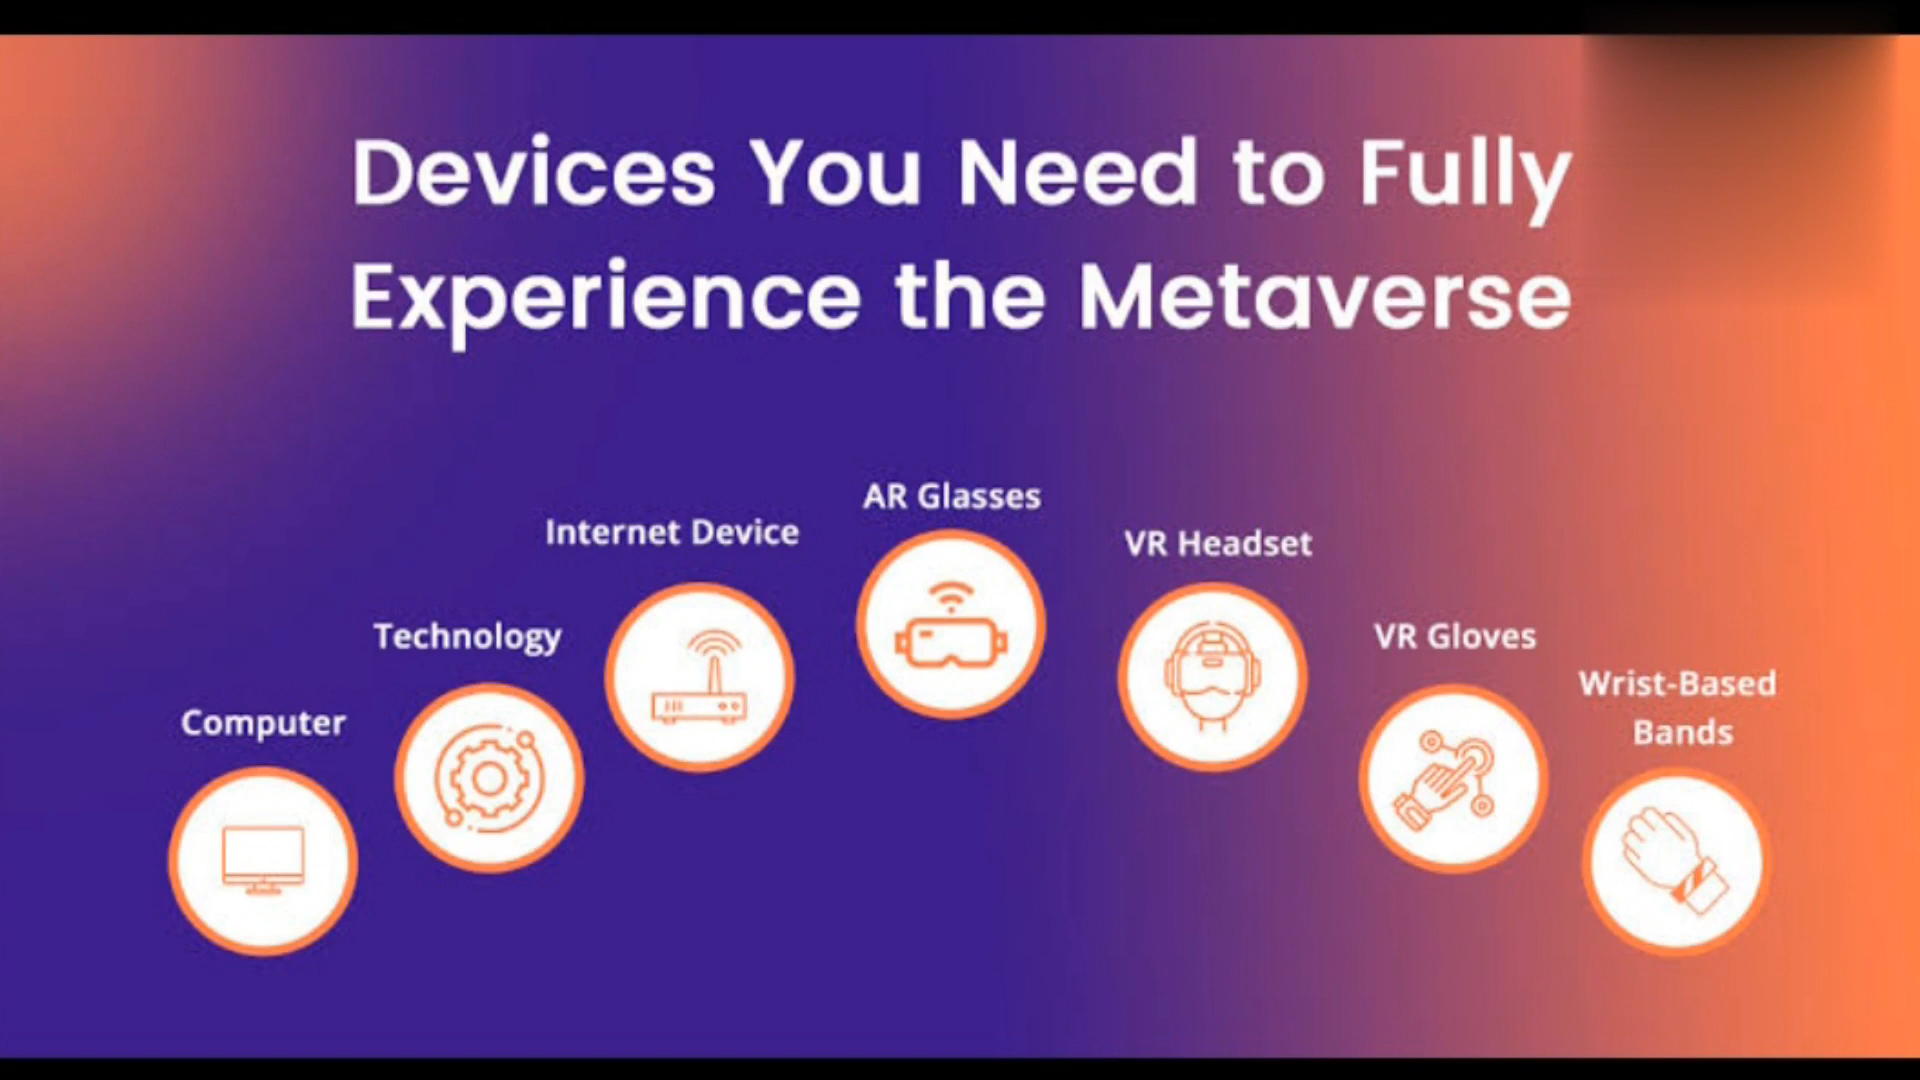 Devices You Need to Fully
Experience the Metaverse
Computer
Technology
Internet Device
AR Glasses
VR Headset
VR Gloves
Wrist-Based
Bands